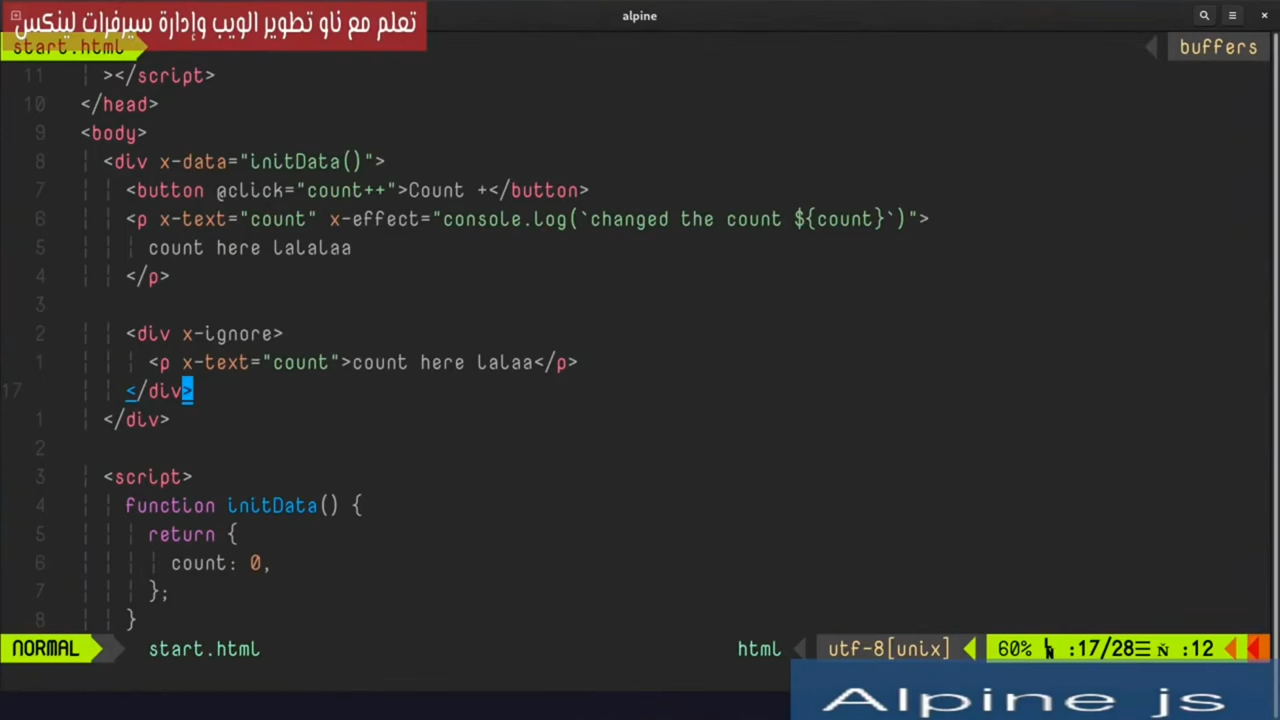 alpine
تعلم مع ناو تطوير الويب وإدارة سيرفرات لينكس
start.html
buffers
11 ></script>
10 </head>
9 <body>
8 <div x-data="initData()">
7 <button @click="count++">Count +</button>
6 <p x-text="count" x-effect="console.log(`changed the count ${count}`)">
5 count here lalalaa
4 </p>
3
2 <div x-ignore>
1 <p x-text="count">count here lalaa</p>
17 </div>
1 </div>
2
3 <script>
4 function initData() {
5 return {
6 count: 0,
7 };
8 }
NORMAL start.html html utf-8[unix] 60% ㏑:17/28☰ ℕ:12
Alpine js